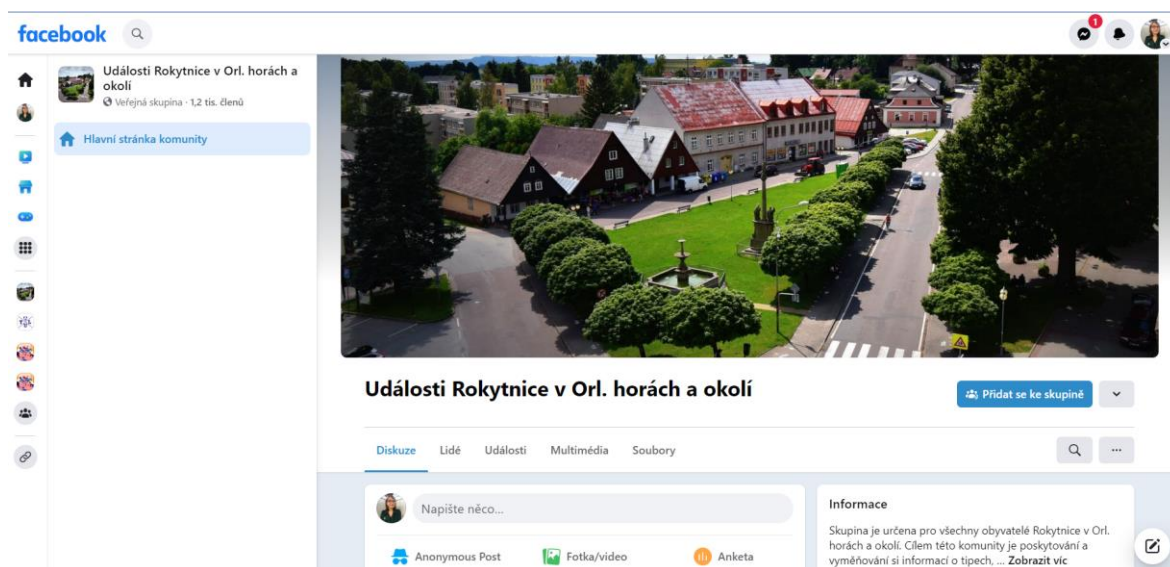 facebook
1
Události Rokytnice v Orl. horách a
okolí
Veřejná skupina · 1,2 tis. členů
Hlavní stránka komunity
Události Rokytnice v Orl. horách a okolí
Přidat se ke skupině
Diskuze Lidé Události Multimédia Soubory
Napište něco...
Anonymous Post Fotka/video Anketa
Informace
Skupina je určena pro všechny obyvatelé Rokytnice v Orl.
horách a okolí. Cílem této komunity je poskytování a
vyměňování si informací o tipech, ... Zobrazit víc